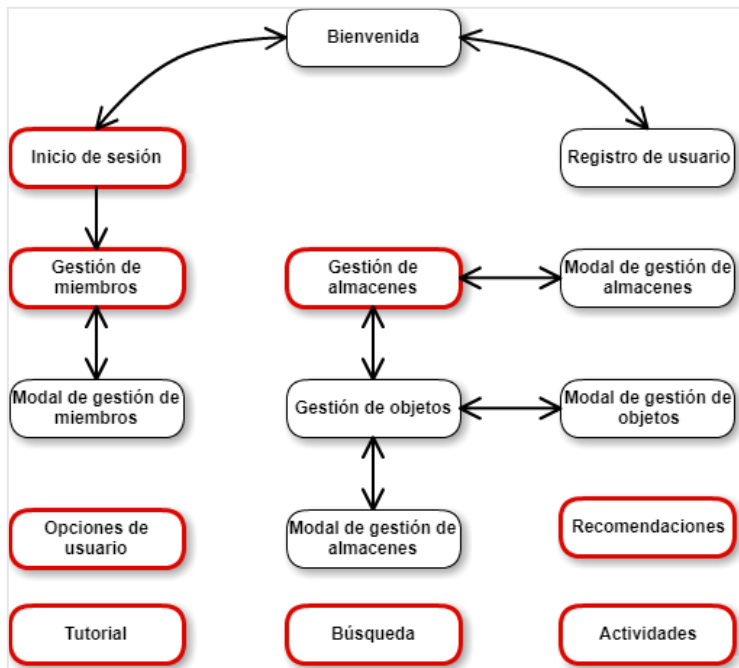 Bienvenida
Inicio de sesión
Registro de usuario
Gestión de
miembros
Gestión de
almacenes
Modal de gestión de
almacenes
Modal de gestión de
miembros
Gestión de objetos
Modal de gestión de
objetos
Opciones de
usuario
Modal de gestión de
almacenes
Recomendaciones
Tutorial
Búsqueda
Actividades